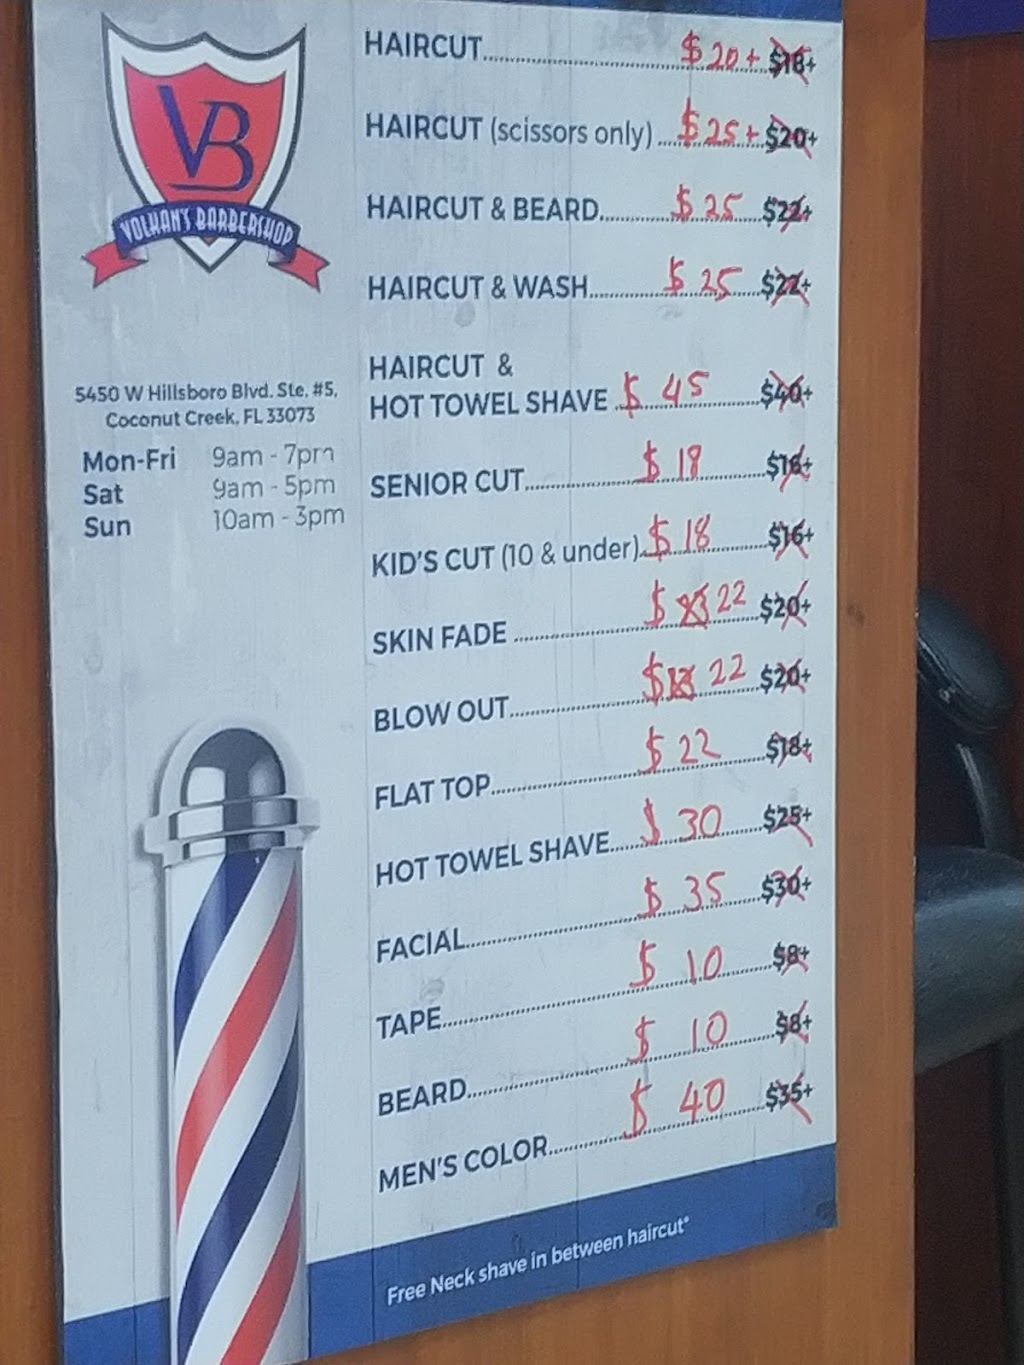 VB
VOLKAN'S BARBERSHOP
5450 W Hillsboro Blvd. Ste. #5,
Coconut Creek, FL 33073
Mon-Fri 9am - 7pm
Sat 9am - 5pm
Sun 10am - 3pm
HAIRCUT $20+ $18+
HAIRCUT (scissors only) $25+ $20+
HAIRCUT & BEARD $25 $22+
HAIRCUT & WASH $25 $22+
HAIRCUT &
HOT TOWEL SHAVE $45 $40+
SENIOR CUT $18 $16+
KID'S CUT (10 & under) $18 $16+
SKIN FADE $ 22 $20+
BLOW OUT $ 22 $20+
FLAT TOP $22 $18+
HOT TOWEL SHAVE $30 $25+
FACIAL $35 $30+
TAPE $10 $8+
BEARD $10 $8+
MEN'S COLOR $40 $35+
Free Neck shave in between haircut*